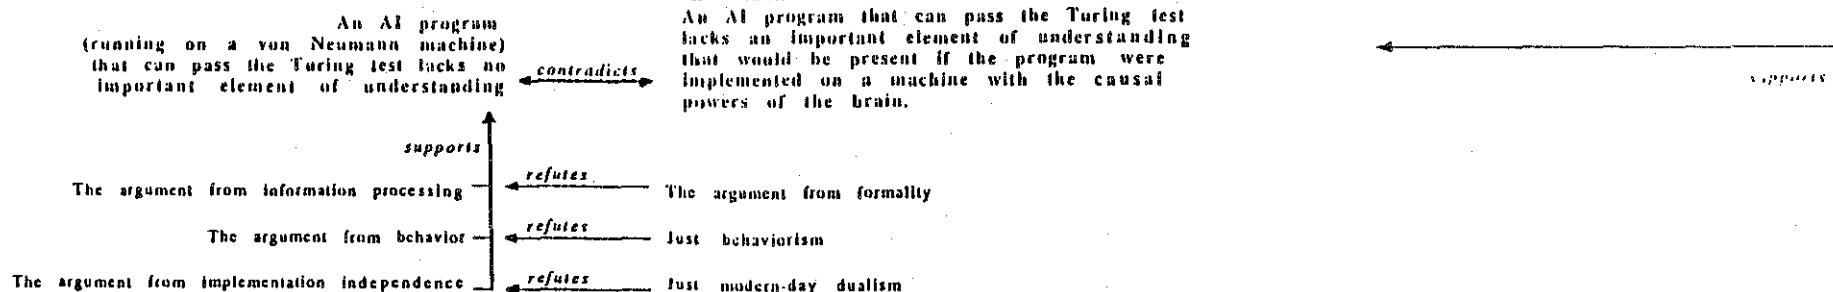 An AI program
(running on a von Neumann machine)
that can pass the Turing test lacks no
important element of understanding
contradicts
An AI program that can pass the Turing test
lacks an important element of understanding
that would be present if the program were
implemented on a machine with the causal
powers of the brain.
supports
supports
The argument from information processing
refutes
The argument from formality
The argument from behavior
refutes
Just behaviorism
The argument from implementation independence
refutes
Just modern-day dualism